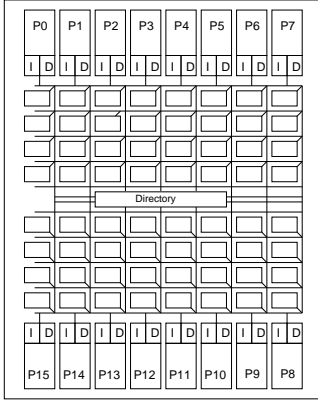 P0 P1 P2 P3 P4 P5 P6 P7
I D I D I D I D I D I D I D I D
Directory
I D I D I D I D I D I D I D I D
P15 P14 P13 P12 P11 P10 P9 P8